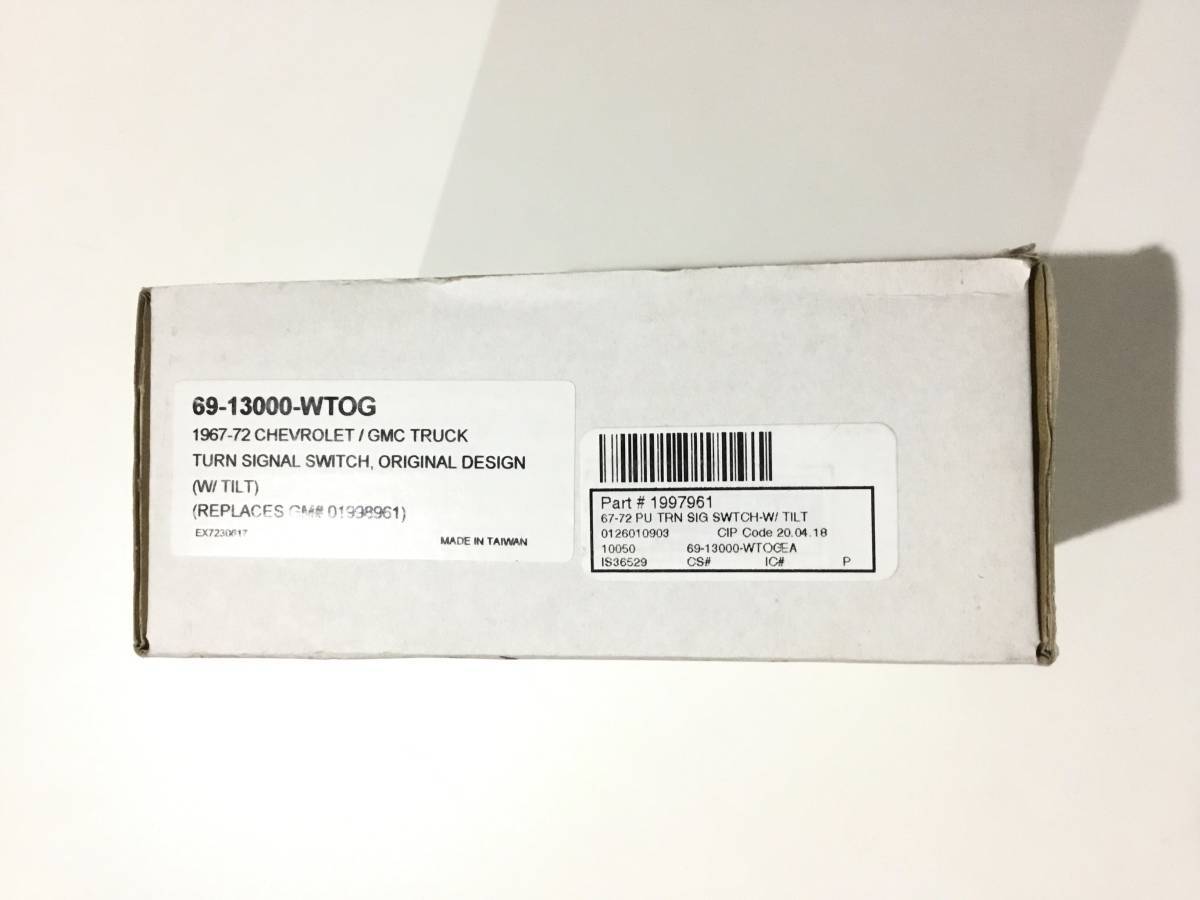 69-13000-WTOG
1967-72 CHEVROLET / GMC TRUCK
TURN SIGNAL SWITCH, ORIGINAL DESIGN
(W/ TILT)
(REPLACES GM# 01998961)
EX7230617
MADE IN TAIWAN
Part # 1997961
67-72 PU TRN SIG SWTCH-W/ TILT
0126010903 CIP Code 20.04.18
10050 69-13000-WTOGEA
IS36529 CS# IC# P